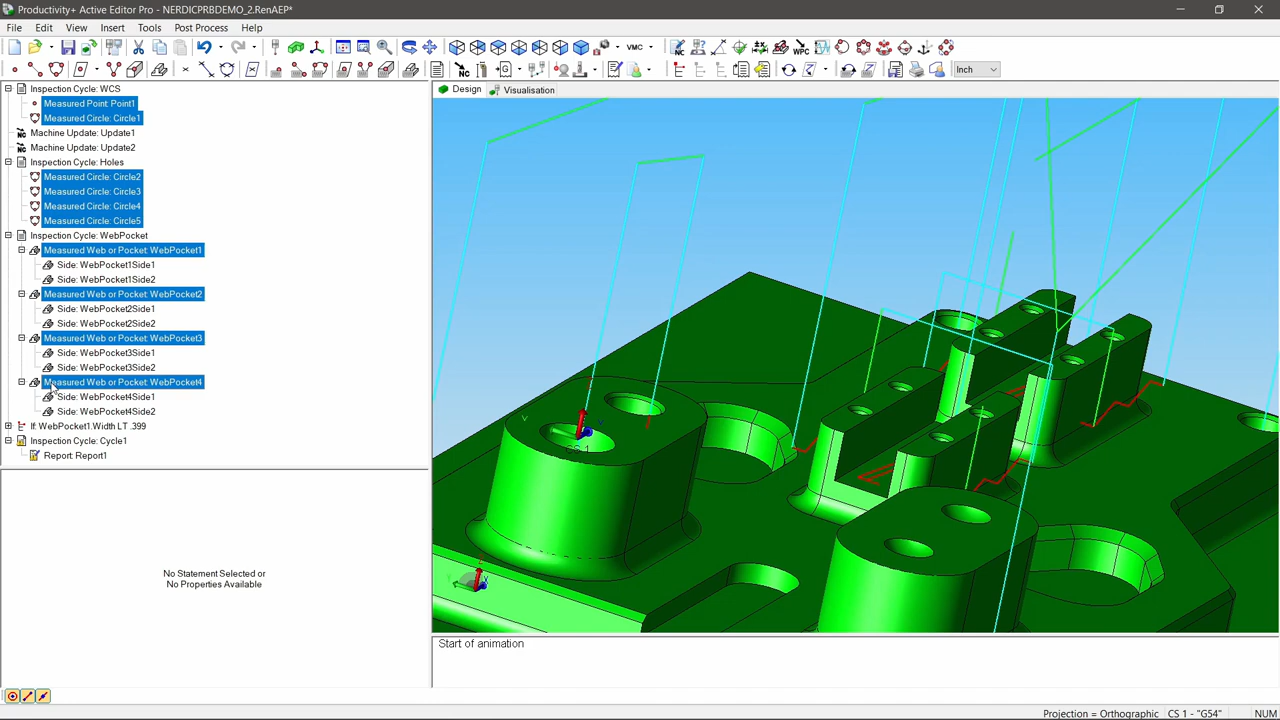 Productivity+ Active Editor Pro - NERDICPRBDEMO_2.RenAEP*
File Edit View Insert Tools Post Process Help
VMC
Inch
Inspection Cycle: WCS
Measured Point: Point1
Measured Circle: Circle1
Machine Update: Update1
Machine Update: Update2
Inspection Cycle: Holes
Measured Circle: Circle2
Measured Circle: Circle3
Measured Circle: Circle4
Measured Circle: Circle5
Inspection Cycle: WebPocket
Measured Web or Pocket: WebPocket1
Side: WebPocket1Side1
Side: WebPocket1Side2
Measured Web or Pocket: WebPocket2
Side: WebPocket2Side1
Side: WebPocket2Side2
Measured Web or Pocket: WebPocket3
Side: WebPocket3Side1
Side: WebPocket3Side2
Measured Web or Pocket: WebPocket4
Side: WebPocket4Side1
Side: WebPocket4Side2
If: WebPocket1.Width LT .399
Inspection Cycle: Cycle1
Report: Report1
No Statement Selected or
No Properties Available
Design Visualisation
CS 1
Start of animation
Projection = Orthographic CS 1 - "G54" NUM